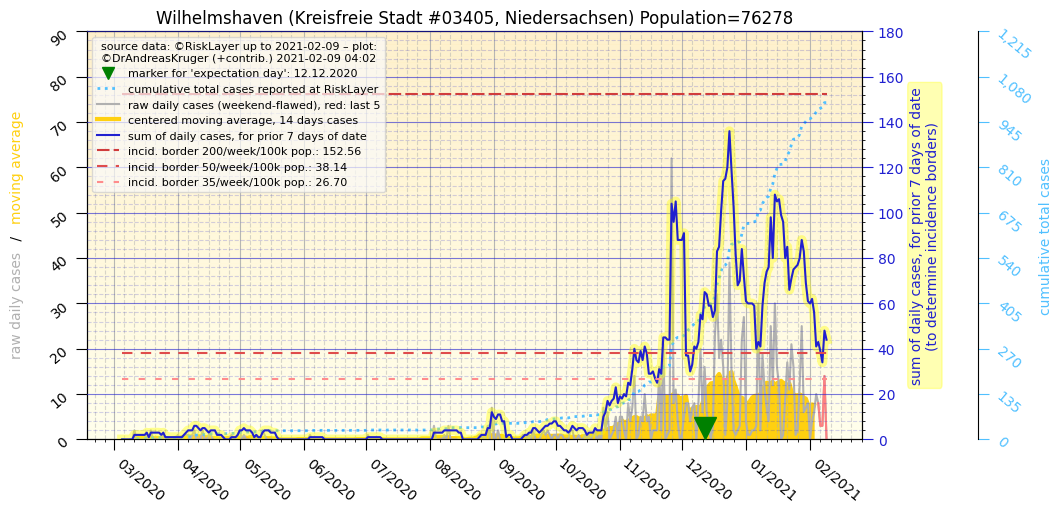 Wilhelmshaven (Kreisfreie Stadt #03405, Niedersachsen) Population=76278
source data: ©RiskLayer up to 2021-02-09 – plot:
©DrAndreasKruger (+contrib.) 2021-02-09 04:02
marker for 'expectation day': 12.12.2020
cumulative total cases reported at RiskLayer
raw daily cases (weekend-flawed), red: last 5
centered moving average, 14 days cases
sum of daily cases, for prior 7 days of date
incid. border 200/week/100k pop.: 152.56
incid. border 50/week/100k pop.: 38.14
incid. border 35/week/100k pop.: 26.70
raw daily cases / moving average
90
80
70
60
50
40
30
20
10
0
03/2020
04/2020
05/2020
06/2020
07/2020
08/2020
09/2020
10/2020
11/2020
12/2020
01/2021
02/2021
180
160
140
120
100
80
60
40
20
0
sum of daily cases, for prior 7 days of date
(to determine incidence borders)
1,215
1,080
945
810
675
540
405
270
135
0
cumulative total cases